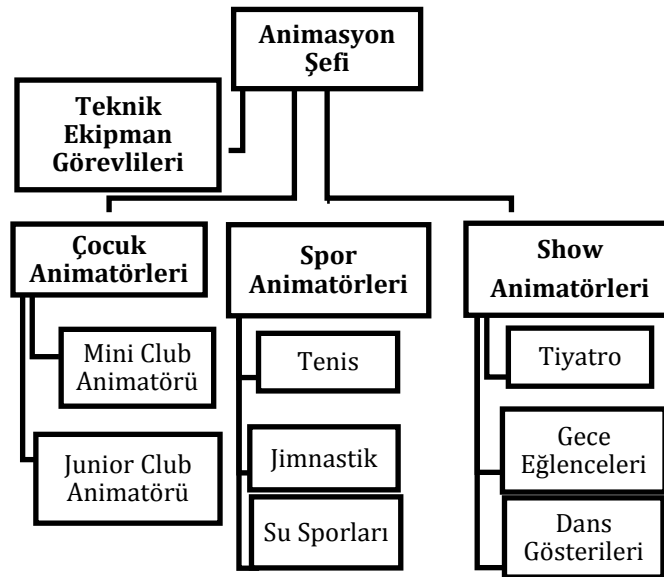 Animasyon
Şefi
Teknik
Ekipman
Görevlileri
Çocuk
Animatörleri
Spor
Animatörleri
Show
Animatörleri
Mini Club
Animatörü
Junior Club
Animatörü
Tenis
Jimnastik
Su Sporları
Tiyatro
Gece
Eğlenceleri
Dans
Gösterileri